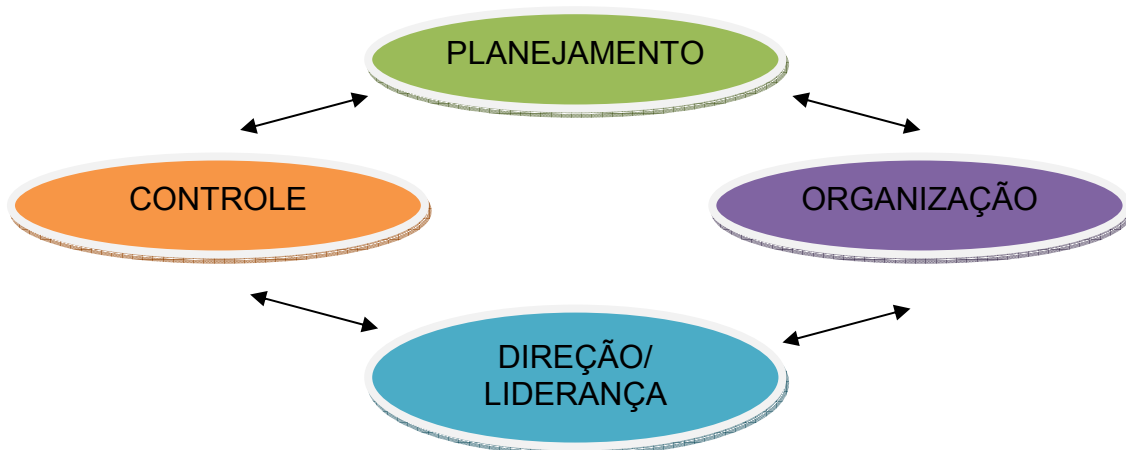 PLANEJAMENTO
CONTROLE
ORGANIZAÇÃO
DIREÇÃO/
LIDERANÇA